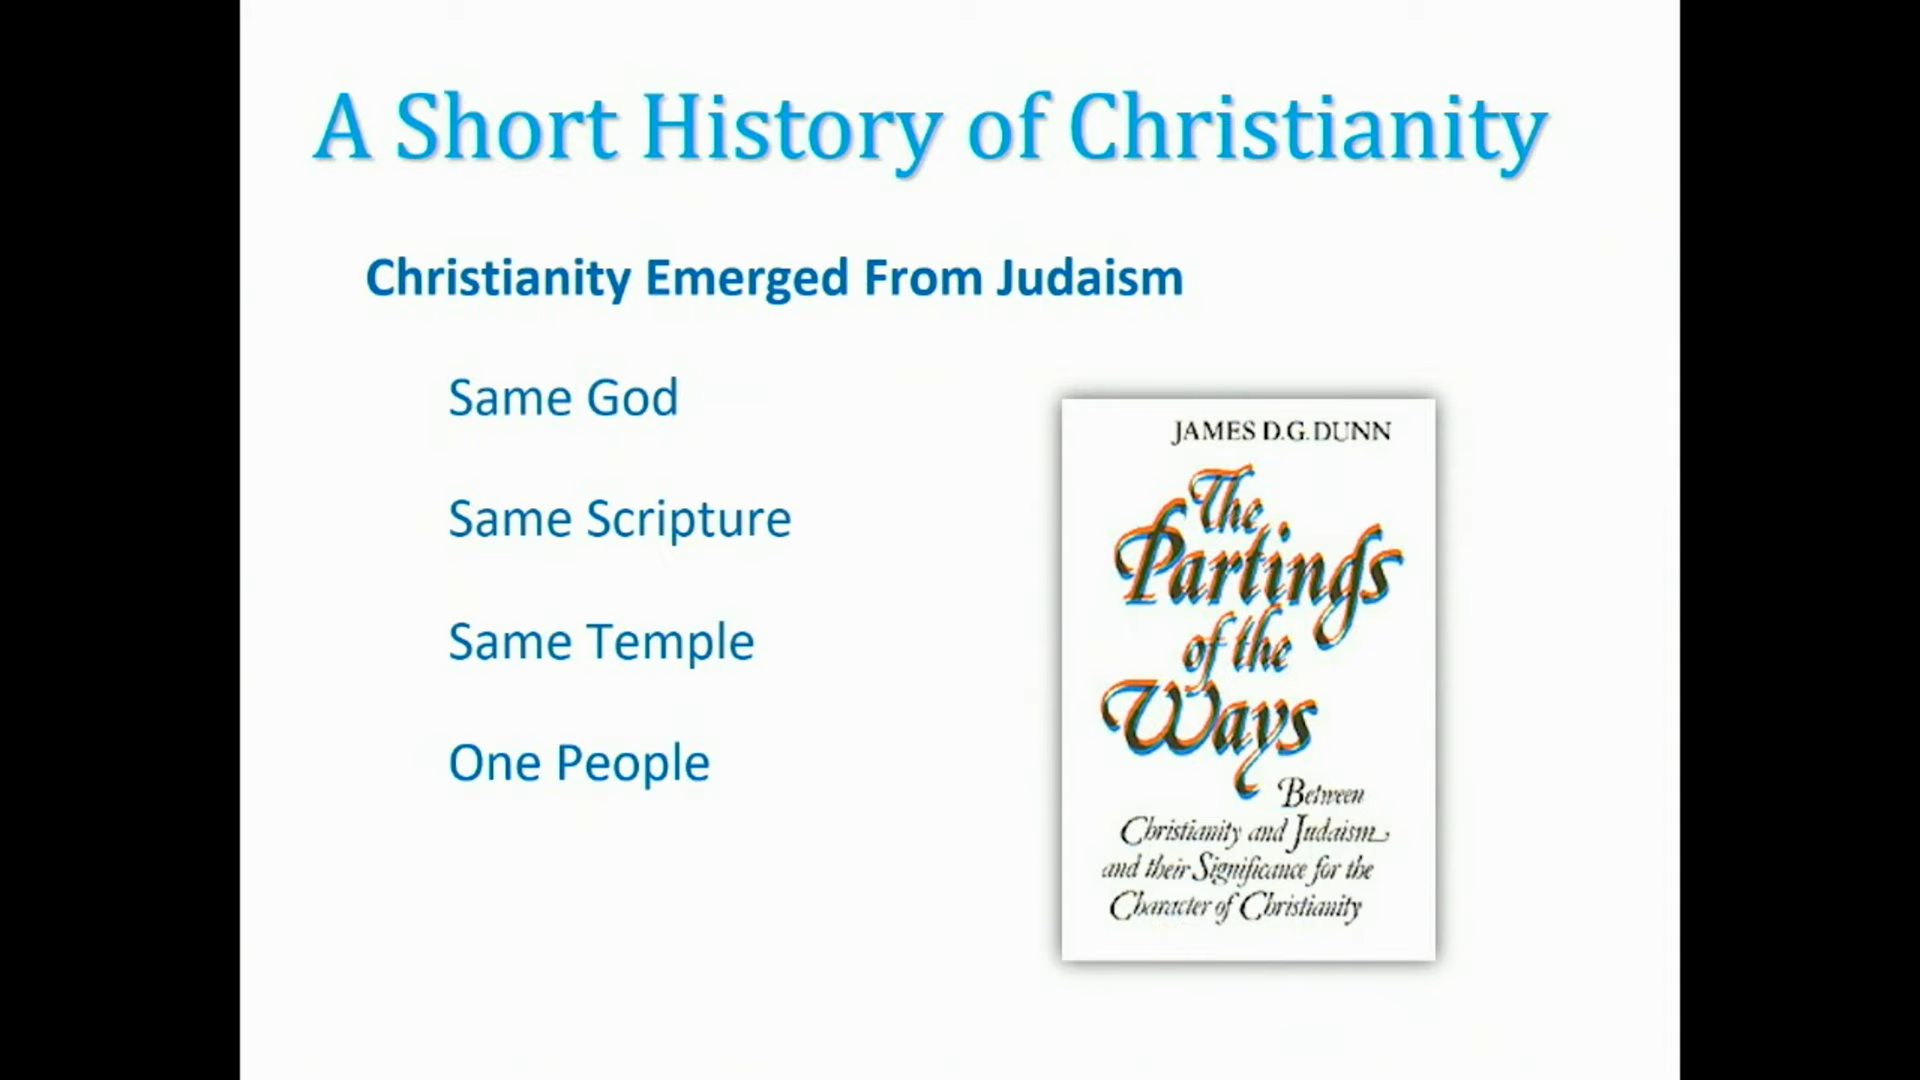 A Short History of Christianity
Christianity Emerged From Judaism
Same God
Same Scripture
Same Temple
One People
JAMES D.G.DUNN
The
Partings
of the
Ways
Between
Christianity and Judaism
and their Significance for the
Character of Christianity